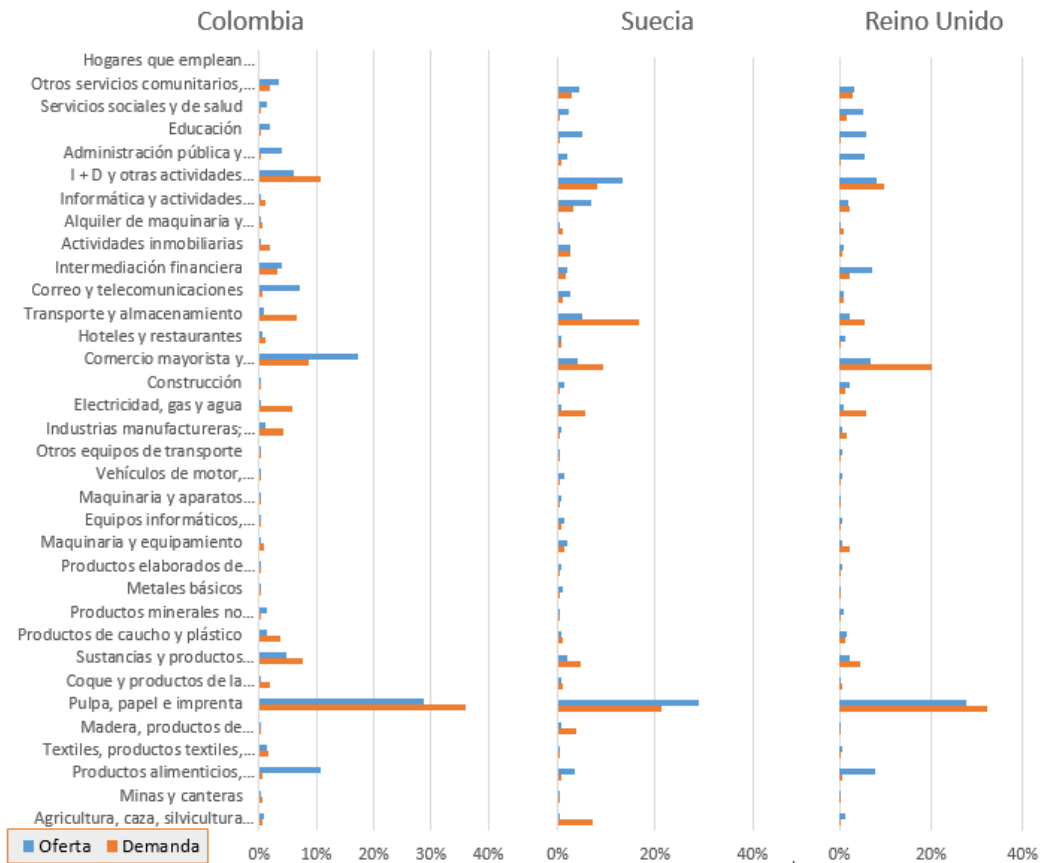 Colombia
Suecia
Reino Unido
Hogares que emplean...
Otros servicios comunitarios,...
Servicios sociales y de salud
Educación
Administración pública y...
I + D y otras actividades...
Informática y actividades...
Alquiler de maquinaria y...
Actividades inmobiliarias
Intermediación financiera
Correo y telecomunicaciones
Transporte y almacenamiento
Hoteles y restaurantes
Comercio mayorista y...
Construcción
Electricidad, gas y agua
Industrias manufactureras;...
Otros equipos de transporte
Vehículos de motor,...
Maquinaria y aparatos...
Equipos informáticos,...
Maquinaria y equipamiento
Productos elaborados de...
Metales básicos
Productos minerales no...
Productos de caucho y plástico
Sustancias y productos...
Coque y productos de la...
Pulpa, papel e imprenta
Madera, productos de...
Textiles, productos textiles,...
Productos alimenticios,...
Minas y canteras
Agricultura, caza, silvicultura...
Oferta Demanda
0% 10% 20% 30% 40%
0% 20% 40%
0% 20% 40%